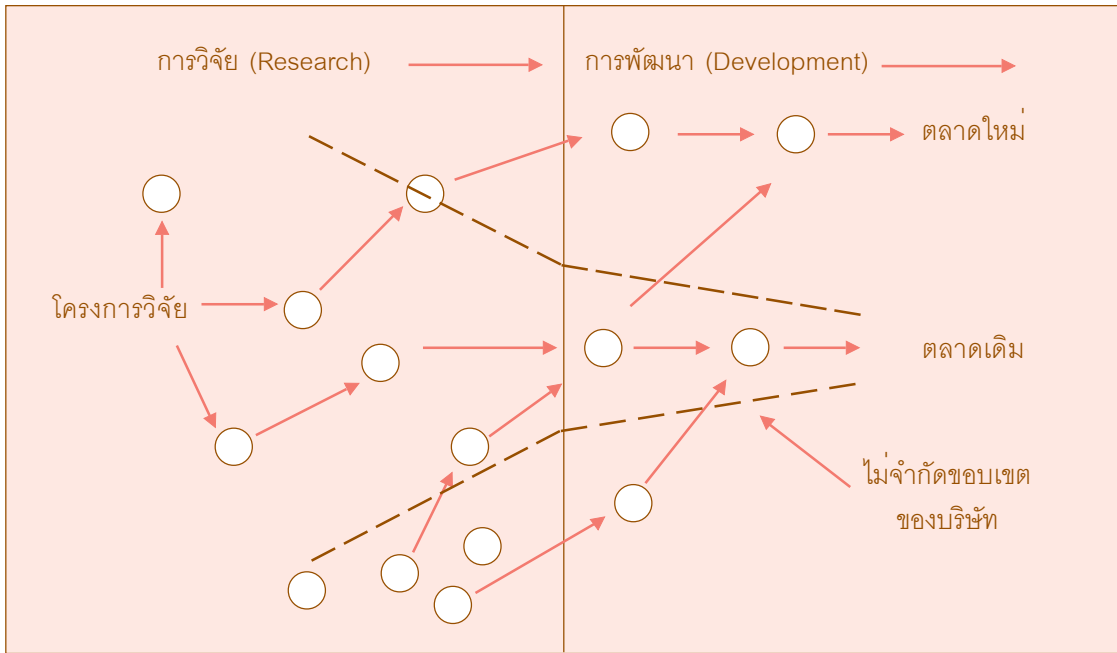 การวิจัย (Research)
การพัฒนา (Development)
ตลาดใหม่
โครงการวิจัย
ตลาดเดิม
ไม่จำกัดขอบเขต
ของบริษัท